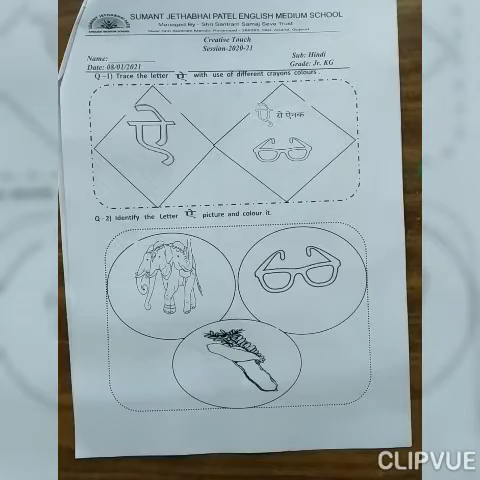 SUMANT JETHABHAI PATEL ENGLISH MEDIUM SCHOOL
Managed By - Shri Santram Samaj Seva Trust
Creative Touch
Session-2020-21
Name: Sub: Hindi
Date: 08/01/2021 Grade: Jr. KG
Q -1) Trace the letter ऐ with use of different crayons colours.
ऐ
ऐ से ऐनक
Q -2) Identify the Letter ऐ picture and colour it.
CLIPVUE